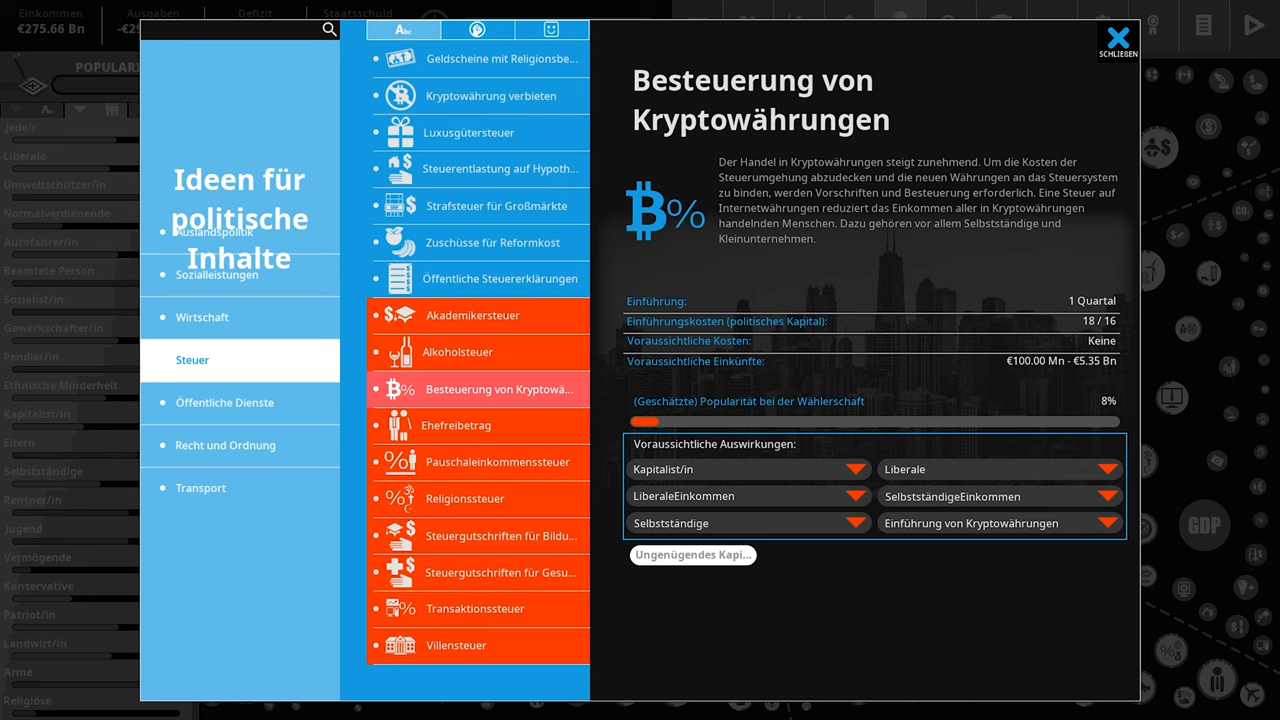 Einkommen
Ausgaben
Defizit
Staatsschuld
€275.66 Bn
POPULARI
Jede/r
Liberale
Umweltschützer/in
Normalverdienende
Autofahrer/in
Beamtete Person
Sozialist/in
Gewerkschafter/in
Pendler/in
Ethnische Minderheit
Kapitalist/in
Eltern
Selbstständige
Rentner/in
Jugend
Vermögende
Konservative
Patriot/in
Landwirt/in
Arme
Religiöse
Ideen für
politische
Inhalte
Auslandspolitik
Sozialleistungen
Wirtschaft
Steuer
Öffentliche Dienste
Recht und Ordnung
Transport
Abc
Geldscheine mit Religionsbe...
Kryptowährung verbieten
Luxusgütersteuer
Steuerentlastung auf Hypoth...
Strafsteuer für Großmärkte
Zuschüsse für Reformkost
Öffentliche Steuererklärungen
Akademikersteuer
Alkoholsteuer
Besteuerung von Kryptowä...
Ehefreibetrag
Pauschaleinkommenssteuer
Religionssteuer
Steuergutschriften für Bildu...
Steuergutschriften für Gesu...
Transaktionssteuer
Villensteuer
SCHLIEßEN
Besteuerung von
Kryptowährungen
Der Handel in Kryptowährungen steigt zunehmend. Um die Kosten der
Steuerumgehung abzudecken und die neuen Währungen an das Steuersystem
zu binden, werden Vorschriften und Besteuerung erforderlich. Eine Steuer auf
Internetwährungen reduziert das Einkommen aller in Kryptowährungen
handelnden Menschen. Dazu gehören vor allem Selbstständige und
Kleinunternehmen.
Einführung: 1 Quartal
Einführungskosten (politisches Kapital): 18 / 16
Voraussichtliche Kosten: Keine
Voraussichtliche Einkünfte: €100.00 Mn - €5.35 Bn
(Geschätzte) Popularität bei der Wählerschaft 8%
Voraussichtliche Auswirkungen:
Kapitalist/in Liberale
LiberaleEinkommen SelbstständigeEinkommen
Selbstständige Einführung von Kryptowährungen
Ungenügendes Kapi...
GDP